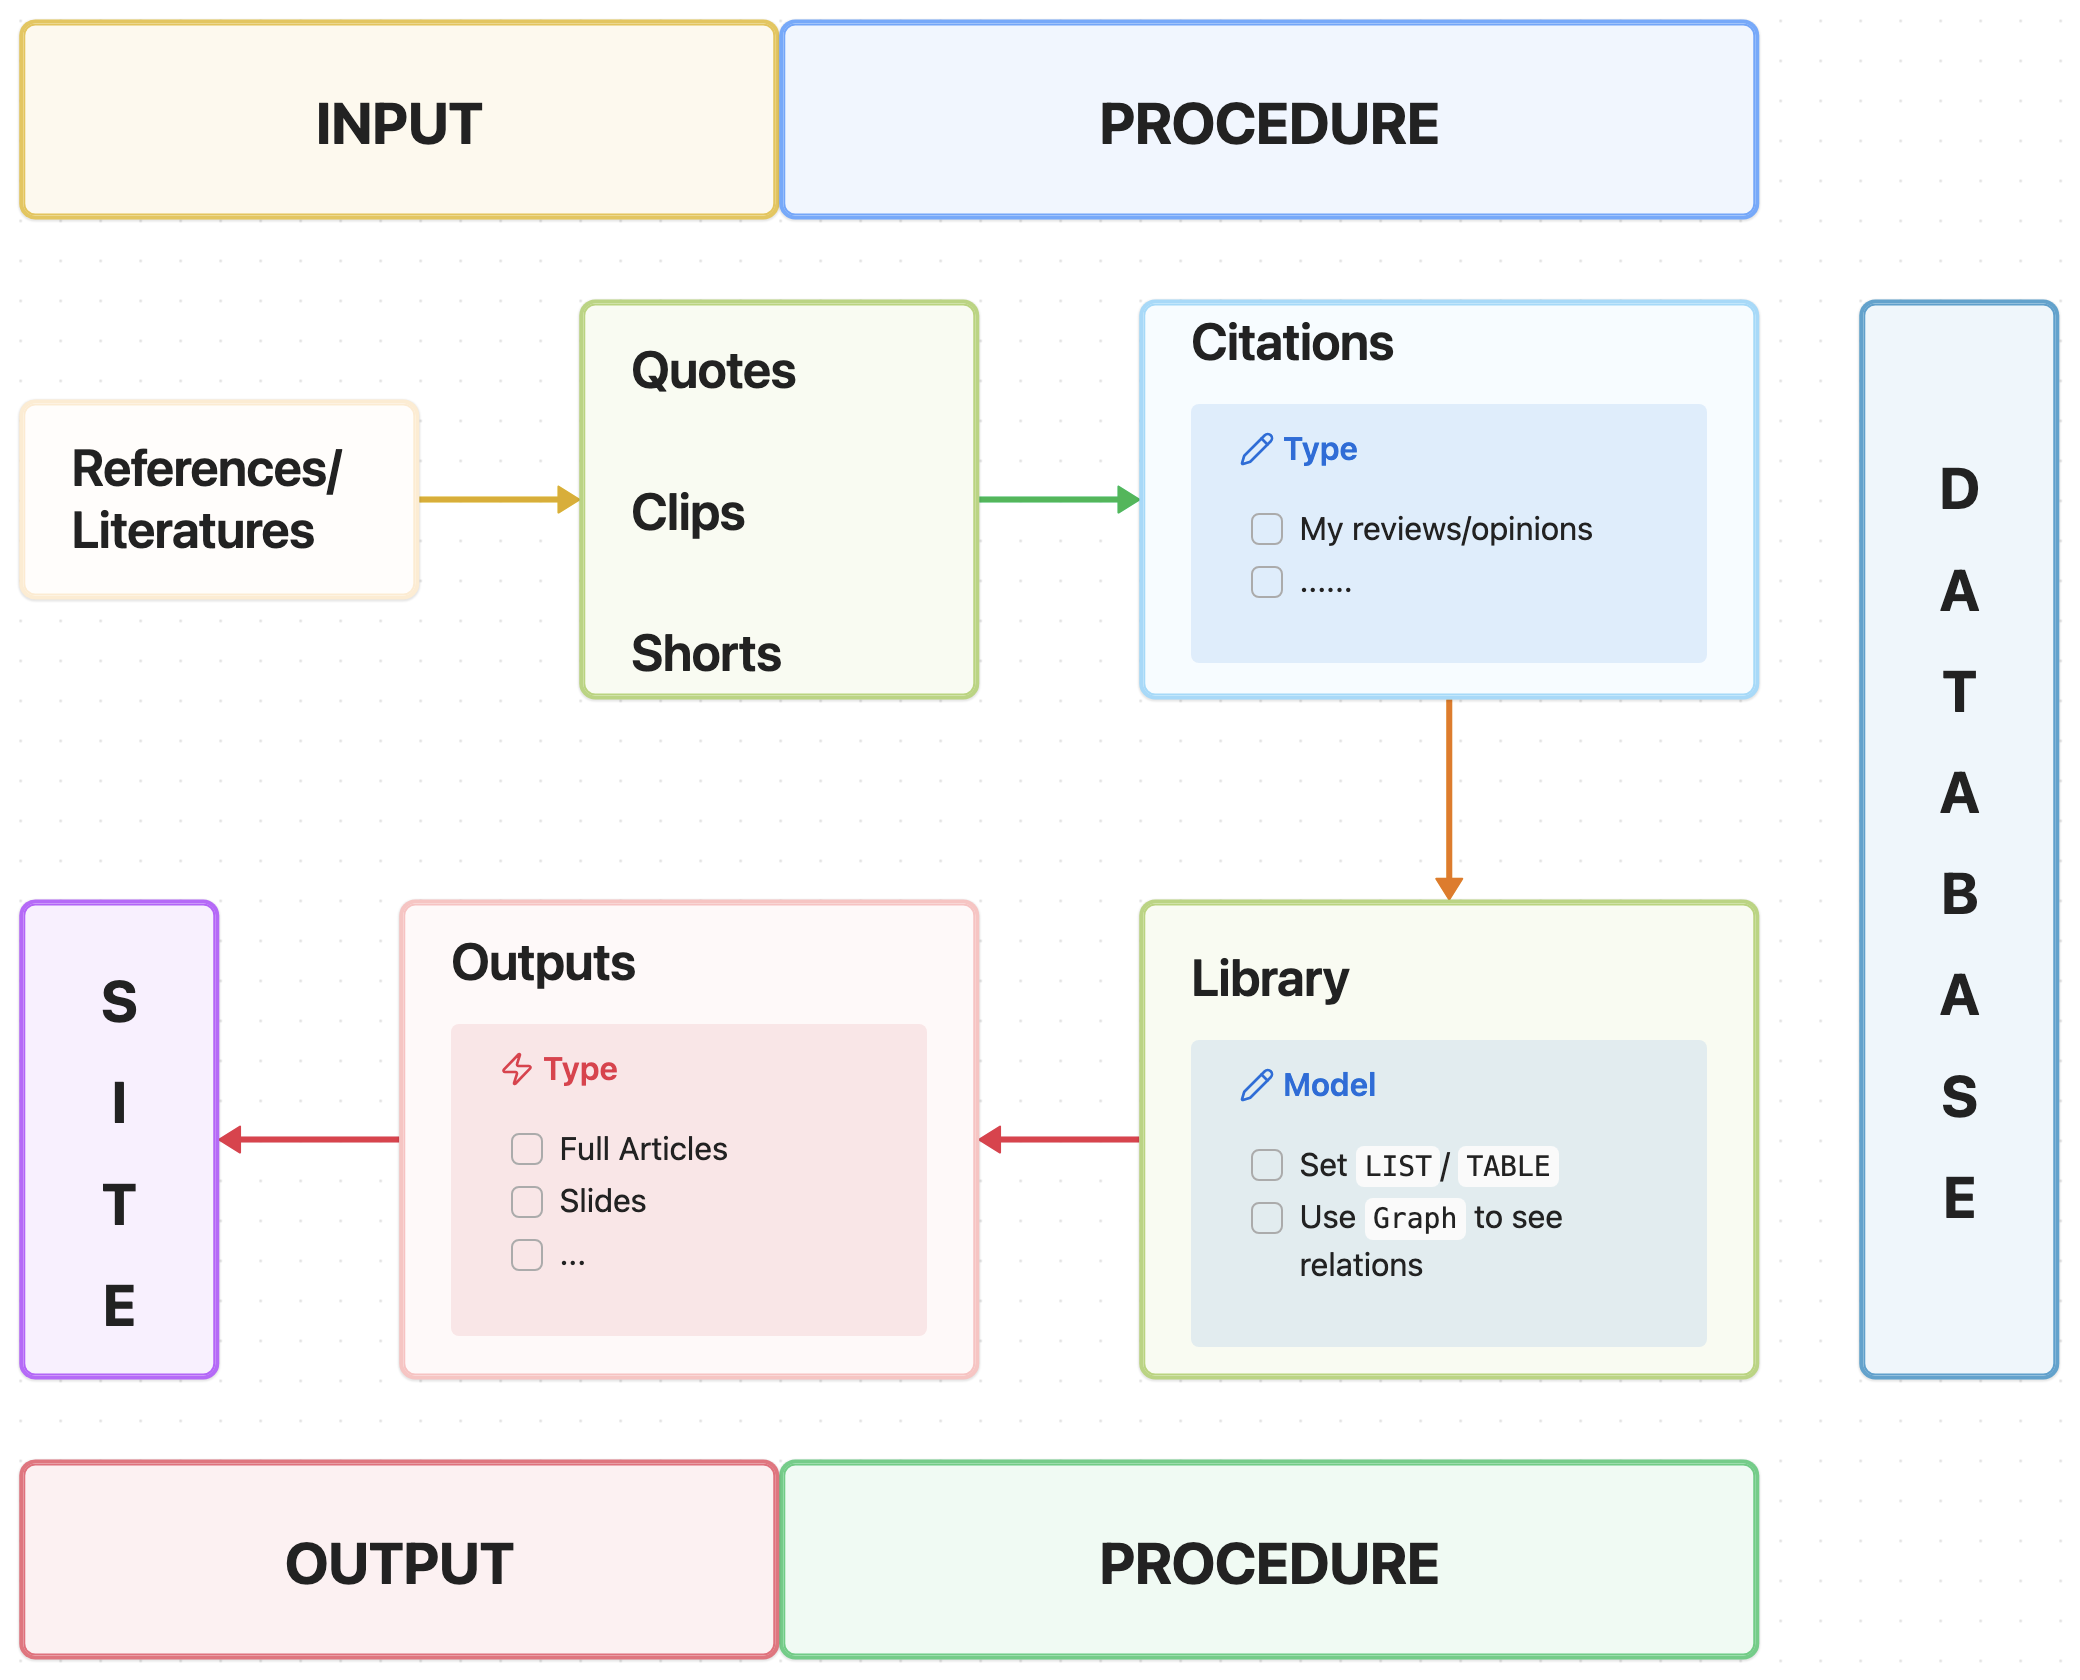 INPUT
PROCEDURE
References/
Literatures
Quotes
Clips
Shorts
Citations
Type
My reviews/opinions
......
D
A
T
A
B
A
S
E
S
I
T
E
Outputs
Type
Full Articles
Slides
...
Library
Model
Set LIST/ TABLE
Use Graph to see
relations
OUTPUT
PROCEDURE